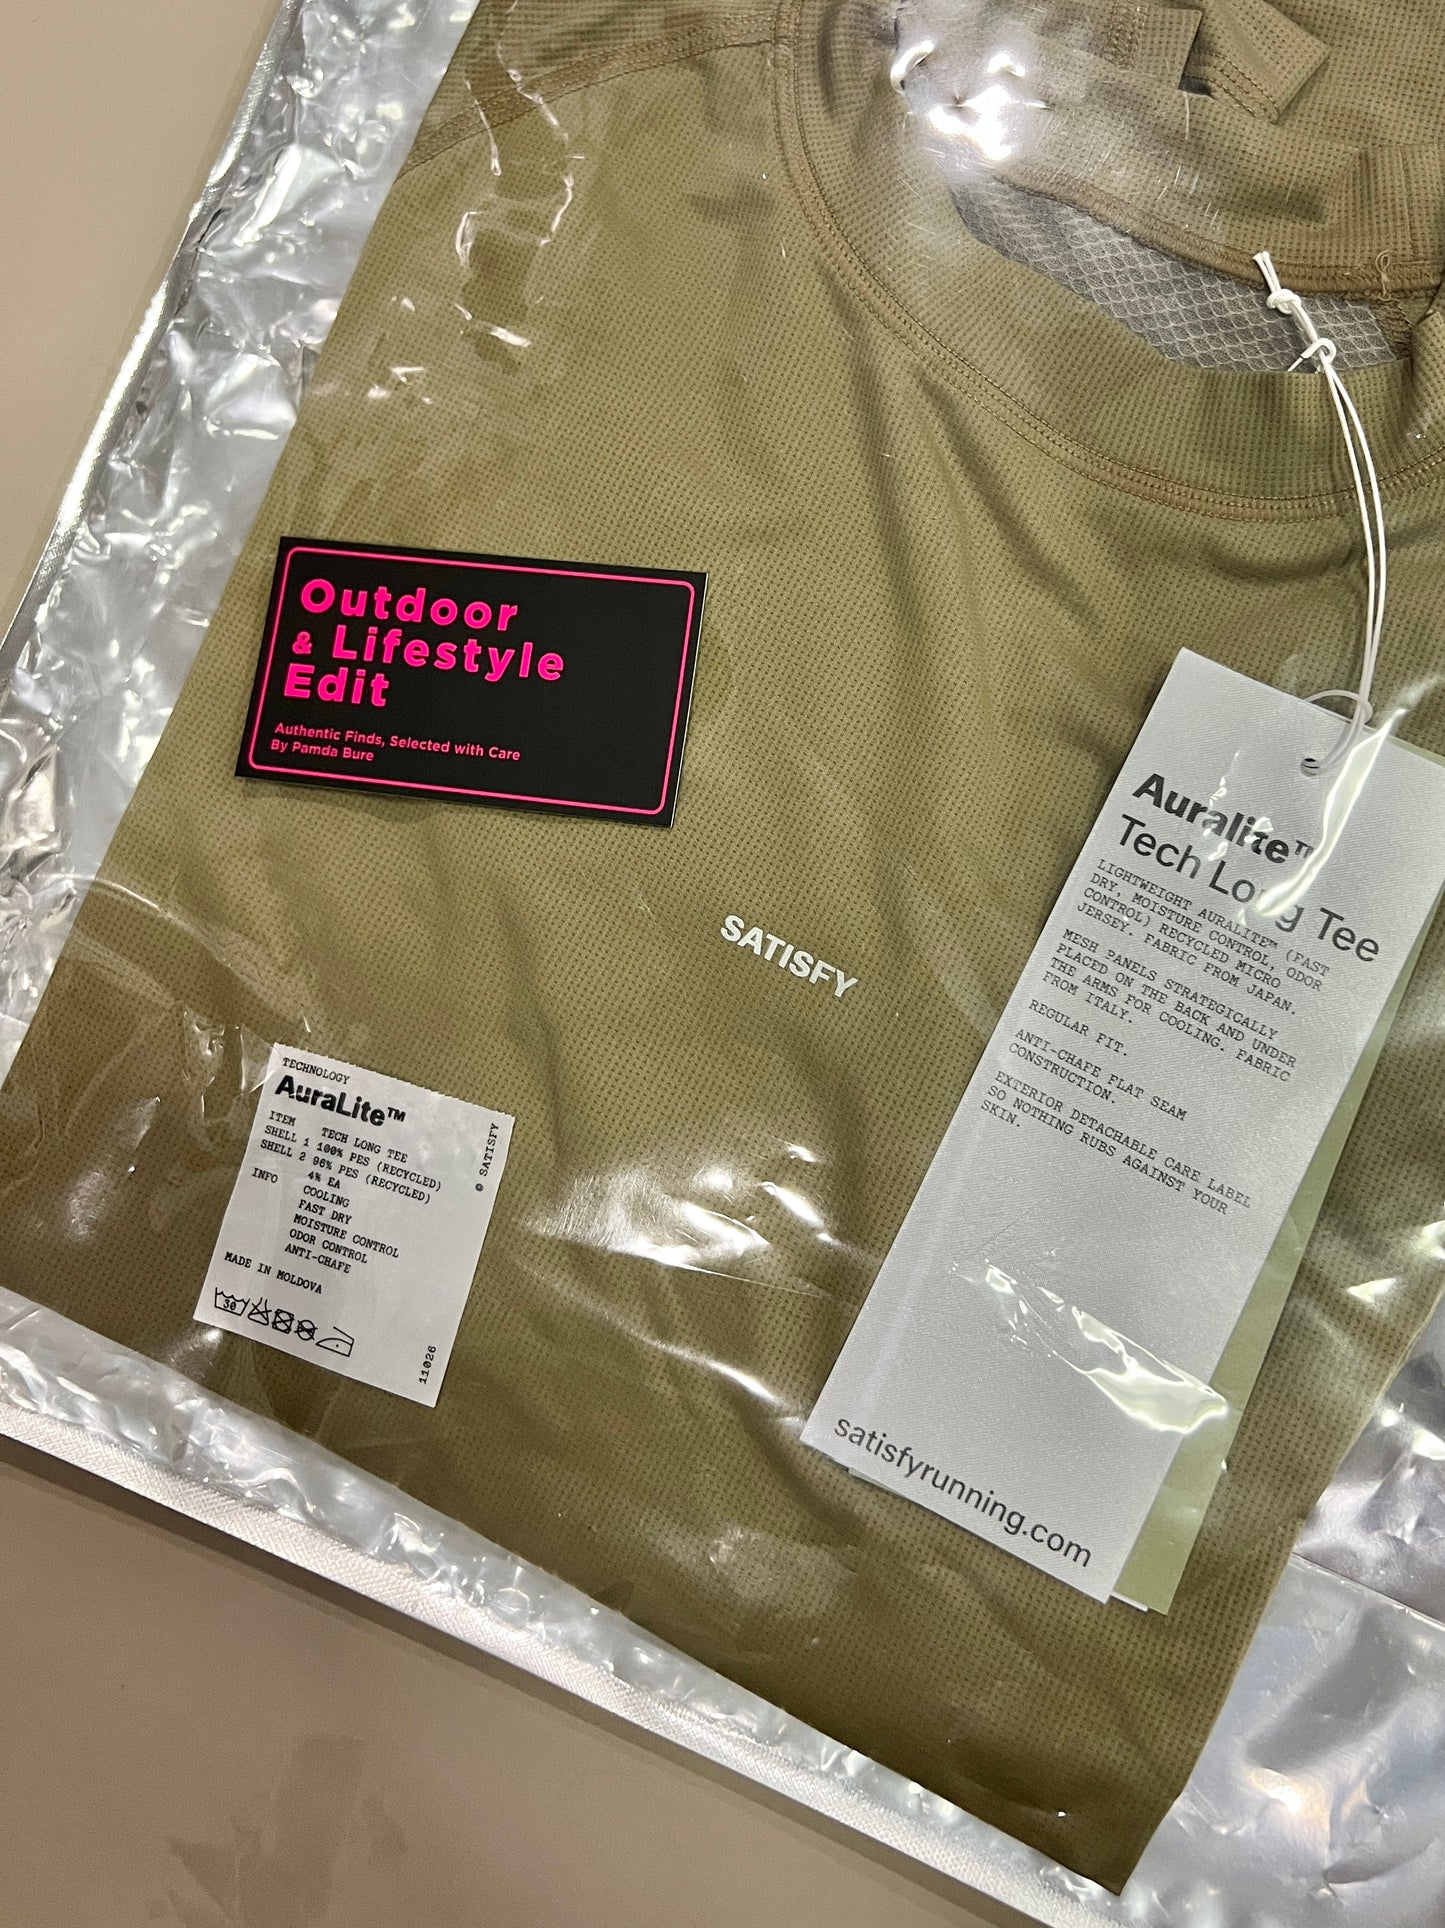 Outdoor
& Lifestyle
Edit
Authentic Finds, Selected with Care
By Pamda Bure
SATISFY
TECHNOLOGY
AuraLite™
ITEM TECH LONG TEE
SHELL 1 100% PES (RECYCLED)
SHELL 2 96% PES (RECYCLED)
4% EA
INFO COOLING
FAST DRY
MOISTURE CONTROL
ODOR CONTROL
ANTI-CHAFE
MADE IN MOLDOVA
30
© SATISFY
11026
Auralite™
Tech Long Tee
LIGHTWEIGHT AURALITE™ (FAST
DRY, MOISTURE CONTROL, ODOR
CONTROL) RECYCLED MICRO
JERSEY. FABRIC FROM JAPAN.
MESH PANELS STRATEGICALLY
PLACED ON THE BACK AND UNDER
THE ARMS FOR COOLING. FABRIC
FROM ITALY.
REGULAR FIT.
ANTI-CHAFE FLAT SEAM
CONSTRUCTION.
EXTERIOR DETACHABLE CARE LABEL
SO NOTHING RUBS AGAINST YOUR
SKIN.
satisfyrunning.com